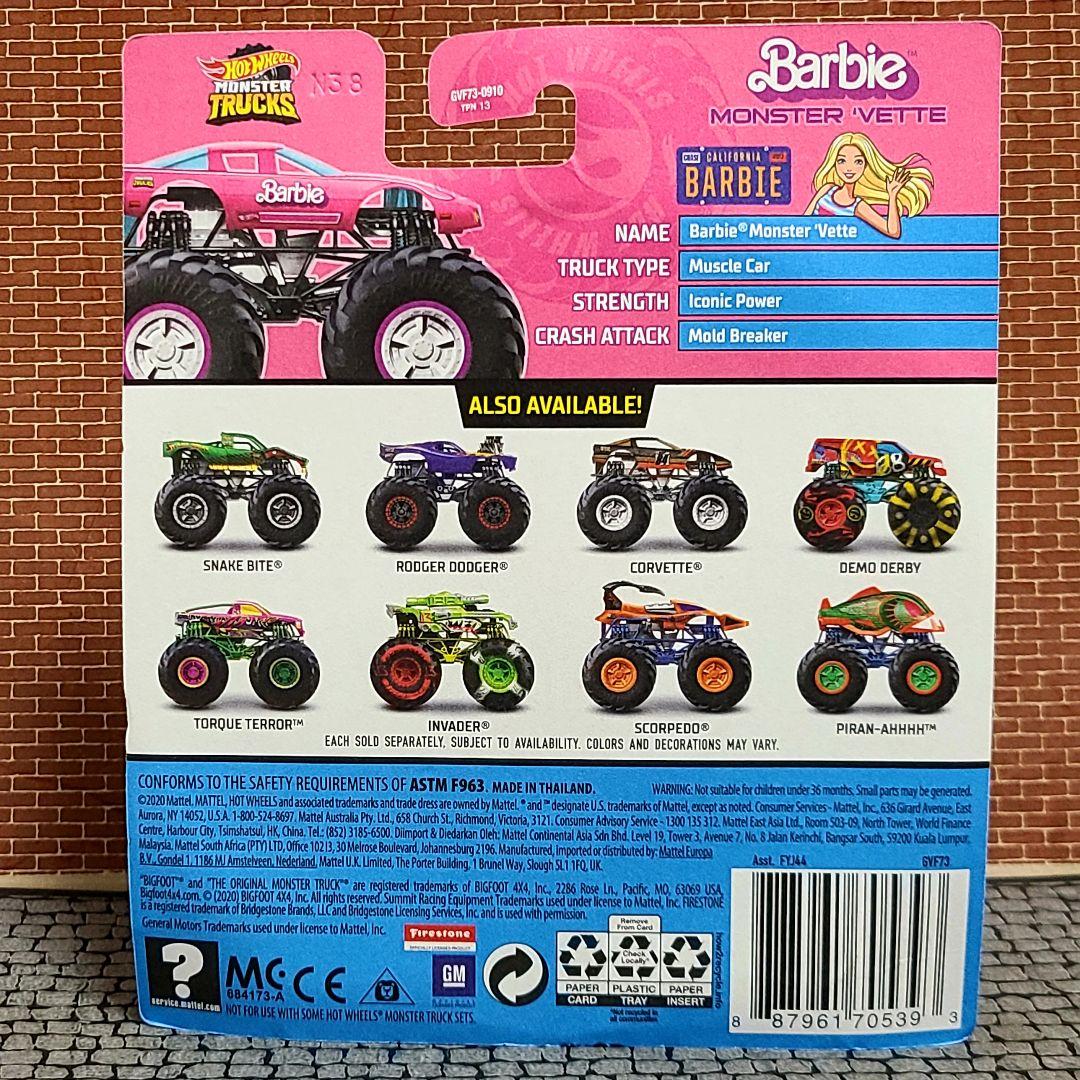 HOT WHEELS
MONSTER
TRUCKS
N38
GVF73-0910
TPN 13
HOT WHEELS
Barbie™
MONSTER 'VETTE
CALIFORNIA
BARBIE
Barbie
NAME Barbie® Monster 'Vette
TRUCK TYPE Muscle Car
STRENGTH Iconic Power
CRASH ATTACK Mold Breaker
ALSO AVAILABLE!
SNAKE BITE® RODGER DODGER® CORVETTE® DEMO DERBY
TORQUE TERROR™ INVADER® SCORPEDO® PIRAN-AHHHH™
EACH SOLD SEPARATELY, SUBJECT TO AVAILABILITY. COLORS AND DECORATIONS MAY VARY.
CONFORMS TO THE SAFETY REQUIREMENTS OF ASTM F963. MADE IN THAILAND. WARNING: Not suitable for children under 36 months. Small parts may be generated.
©2020 Mattel. MATTEL, HOT WHEELS and associated trademarks and trade dress are owned by Mattel. ® and ™ designate U.S. trademarks of Mattel, except as noted. Consumer Services - Mattel, Inc., 636 Girard Avenue, East
Aurora, NY 14052, U.S.A. 1-800-524-8697. Mattel Australia Pty. Ltd., 658 Church St., Richmond, Victoria, 3121. Consumer Advisory Service - 1300 135 312. Mattel East Asia Ltd., Room 503-09, North Tower, World Finance
Centre, Harbour City, Tsimshatsui, HK, China. Tel.: (852) 3185-6500. Diimport & Diedarkan Oleh: Mattel Continental Asia Sdn Bhd. Level 19, Tower 3, Avenue 7, No. 8 Jalan Kerinchi, Bangsar South, 59200 Kuala Lumpur,
Malaysia. Mattel South Africa (PTY) LTD, Office 102I3, 30 Melrose Boulevard, Johannesburg 2196. Manufactured, imported or distributed by: Mattel Europa
B.V., Gondel 1, 1186 MJ Amstelveen, Nederland. Mattel U.K. Limited, The Porter Building, 1 Brunel Way, Slough SL1 1FQ, UK.
Asst. FYJ44 GVF73
"BIGFOOT"® and "THE ORIGINAL MONSTER TRUCK"® are registered trademarks of BIGFOOT 4X4, Inc., 2286 Rose Ln., Pacific, MO, 63069 USA,
Bigfoot4x4.com. © (2020) BIGFOOT 4X4, Inc. All rights reserved. Summit Racing Equipment Trademarks used under license to Mattel, Inc. FIRESTONE
is a registered trademark of Bridgestone Brands, LLC and Bridgestone Licensing Services, Inc. and is used with permission.
General Motors Trademarks used under license to Mattel, Inc.
Firestone
OFFICIALLY LICENSED PRODUCT
?
service.mattel.com
MC
084173-A
CE
GM
NOT FOR USE WITH SOME HOT WHEELS® MONSTER TRUCK SETS.
Remove
From Card
Check
Locally*
PAPER
CARD
PLASTIC
TRAY
PAPER
INSERT
*Not recycled in
all communities
how2recycle.info
8 87961 70539 3